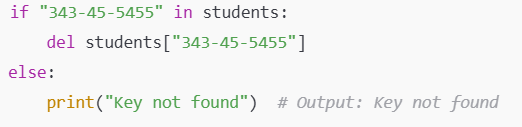 if "343-45-5455" in students:
    del students["343-45-5455"]
else:
    print("Key not found")  # Output: Key not found